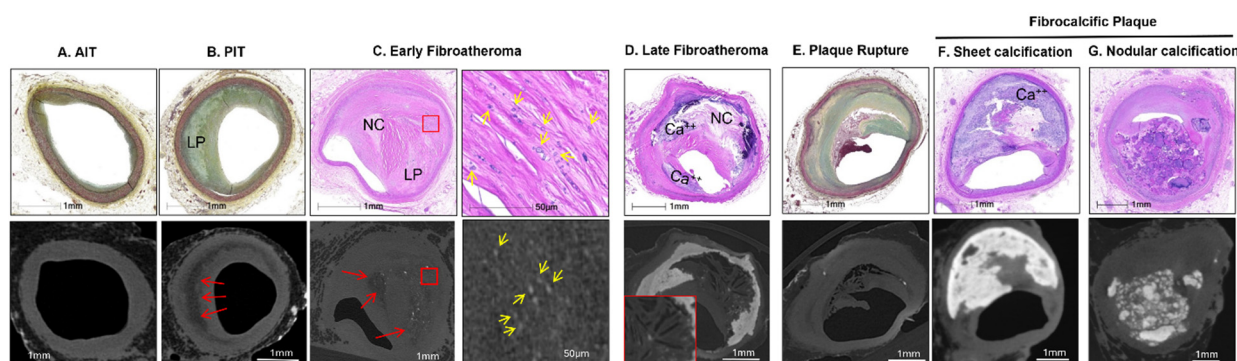 Fibrocalcific Plaque
A. AIT
B. PIT
C. Early Fibroatheroma
D. Late Fibroatheroma
E. Plaque Rupture
F. Sheet calcification
G. Nodular calcification
LP
NC
LP
Ca++
NC
Ca++
Ca++
1mm
1mm
1mm
50µm
1mm
1mm
1mm
1mm
1mm
1mm
1mm
50µm
1mm
1mm
1mm
1mm